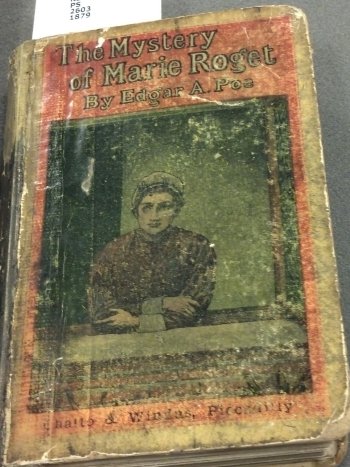 PS
2603
1879
The Mystery
of Marie Roget
By Edgar A. Poe
Chatto & Windus, Piccadilly